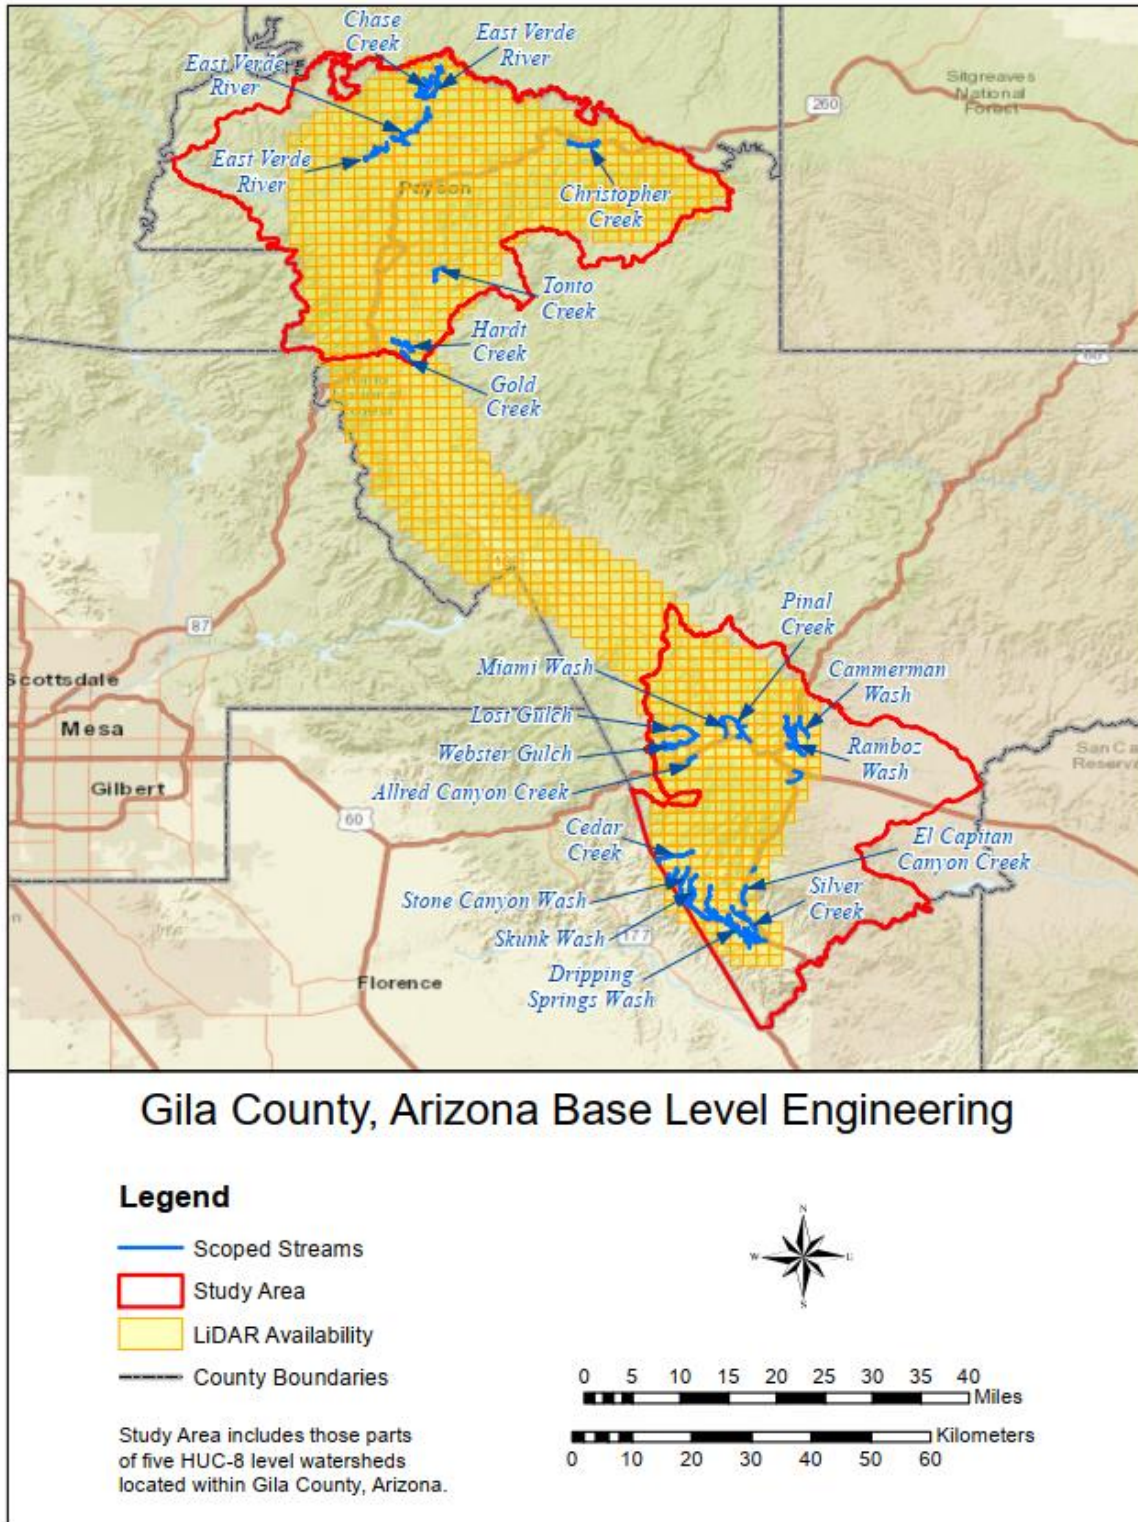 Chase
Creek
East Verde
River
East Verde
River
Sitgreaves
National
Forest
260
East Verde
River
Payson
Christopher
Creek
Tonto
Creek
Hardt
Creek
Gold
Creek
60
87
Pinal
Creek
Miami Wash
Cammerman
Wash
Scottsdale
Lost Gulch
Mesa
Webster Gulch
Ramboz
Wash
San Ca
Reserva
Gilbert
Allred Canyon Creek
60
Cedar
Creek
El Capitan
Canyon Creek
Stone Canyon Wash
Silver
Creek
Skunk Wash
177
Dripping
Springs Wash
Florence
Gila County, Arizona Base Level Engineering
Legend
Scoped Streams
Study Area
LiDAR Availability
County Boundaries
Study Area includes those parts
of five HUC-8 level watersheds
located within Gila County, Arizona.
N
W E
S
0 5 10 15 20 25 30 35 40
Miles
Kilometers
0 10 20 30 40 50 60